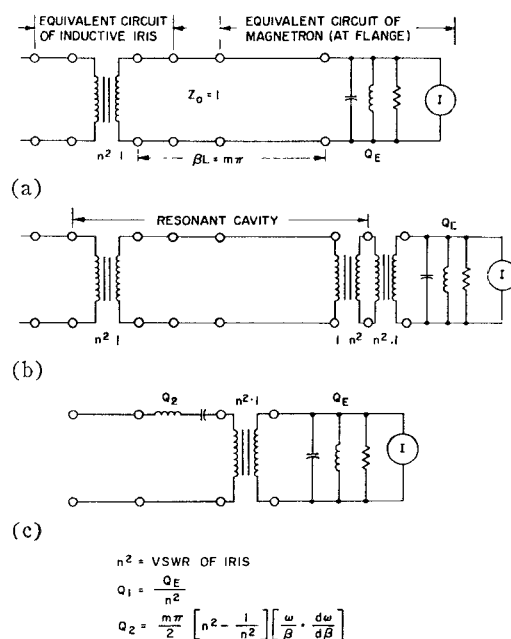 EQUIVALENT CIRCUIT OF INDUCTIVE IRIS
EQUIVALENT CIRCUIT OF MAGNETRON (AT FLANGE)
Z₀ = 1
I
n² 1
βL = mπ
Q_E
(a)
RESONANT CAVITY
Q_E
I
n² 1
1 n²
n² · 1
(b)
Q₂
n² · 1
Q_E
I
(c)
n² = VSWR OF IRIS
Q₁ = Q_E / n²
Q₂ = mπ/2 [n² - 1/n²] [ω/β · dω/dβ]